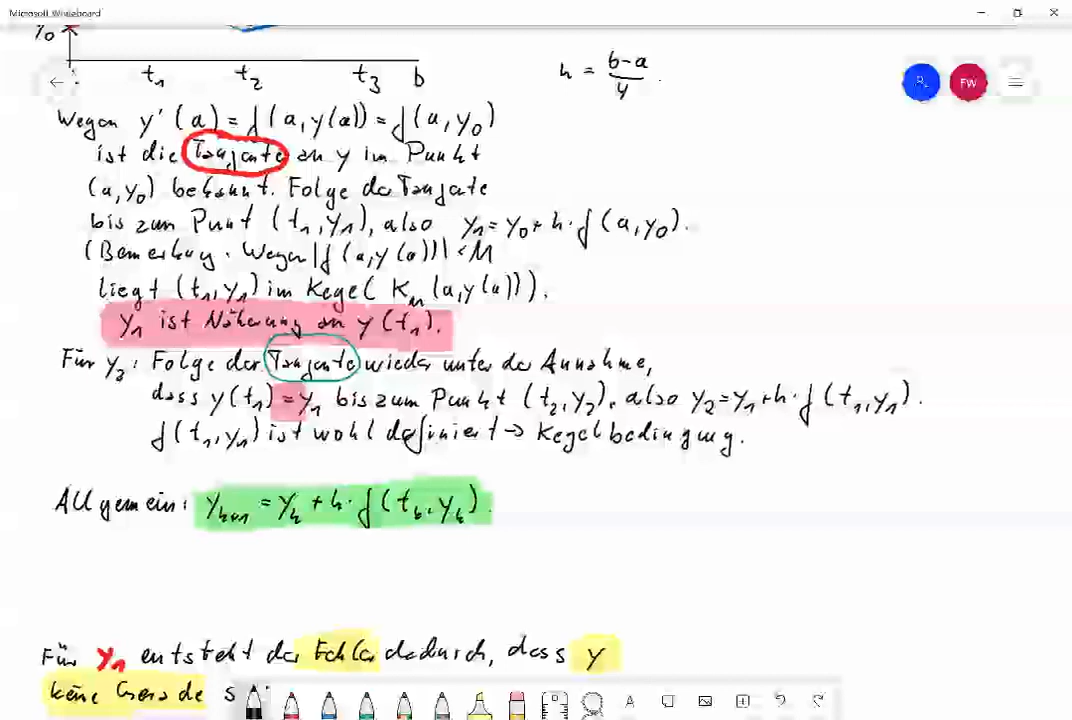 Microsoft Whiteboard
y₀
t₁ t₂ t₃ b
h = (b-a)/4
FW
Wegen y'(a) = f(a, y(a)) = f(a, y₀)
ist die Tangente an y im Punkt
(a, y₀) bekannt. Folge der Tangente
bis zum Punkt (t₁, y₁), also y₁ = y₀ + h · f(a, y₀).
(Bemerkung: Wegen |f(a, y(a))| < M
liegt (t₁, y₁) im Kegel K_M(a, y(a))).
y₁ ist Näherung an y(t₁).
Für y₂: Folge der Tangente wieder unter der Annahme,
dass y(t₁) = y₁ bis zum Punkt (t₂, y₂), also y₂ = y₁ + h · f(t₁, y₁).
f(t₁, y₁) ist wohldefiniert → Kegelbedingung.
Allgemein: yₖ₊₁ = yₖ + h · f(tₖ, yₖ).
Für y₁ entsteht der Fehler dadurch, dass y
keine Gerade
A